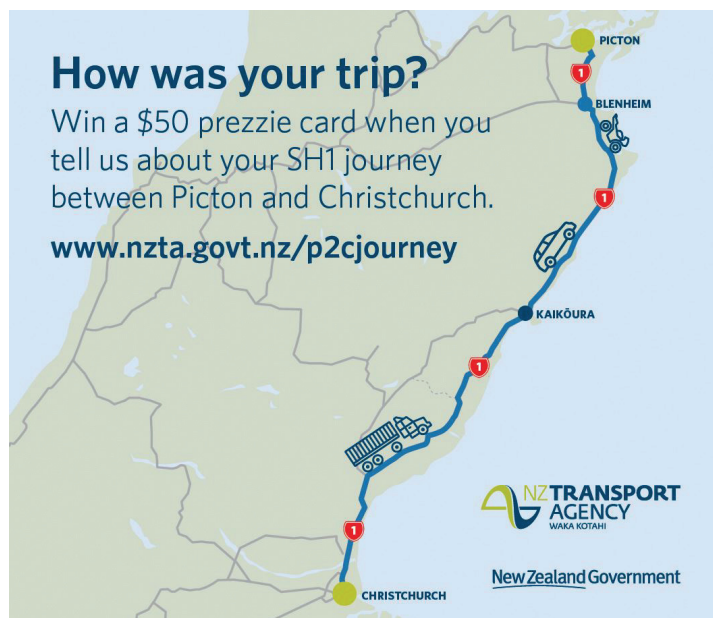 How was your trip?
Win a $50 prezzie card when you
tell us about your SH1 journey
between Picton and Christchurch.
www.nzta.govt.nz/p2cjourney
PICTON
1
BLENHEIM
1
KAIKŌURA
1
1
CHRISTCHURCH
NZTRANSPORT
AGENCY
WAKA KOTAHI
New Zealand Government